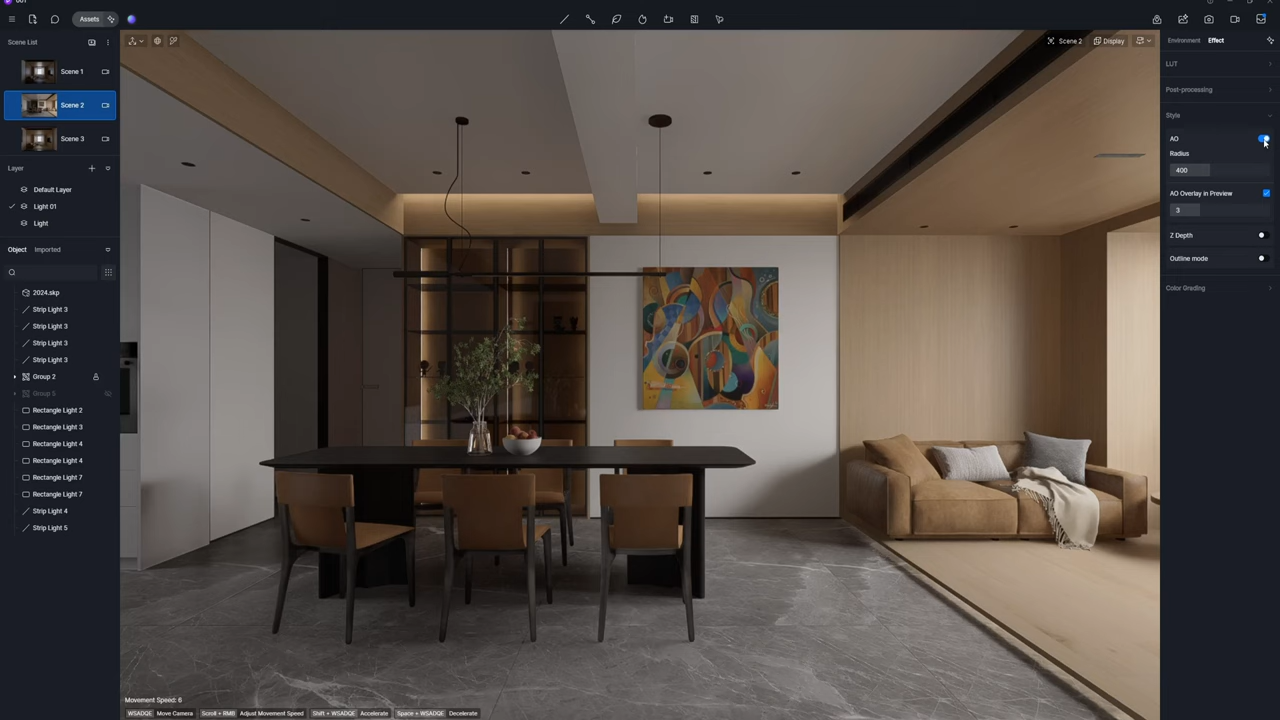 001
Assets
Scene List
Scene 1
Scene 2
Scene 3
Layer
Default Layer
Light 01
Light
Object Imported
2024.skp
Strip Light 3
Strip Light 3
Strip Light 3
Strip Light 3
Group 2
Group 5
Rectangle Light 2
Rectangle Light 3
Rectangle Light 4
Rectangle Light 4
Rectangle Light 7
Rectangle Light 7
Strip Light 4
Strip Light 5
Scene 2 Display
Movement Speed: 6
WSADQE Move Camera Scroll + RMB Adjust Movement Speed Shift + WSADQE Accelerate Space + WSADQE Decelerate
Environment Effect
LUT
Post-processing
Style
AO
Radius
400
AO Overlay in Preview
3
Z Depth
Outline mode
Color Grading